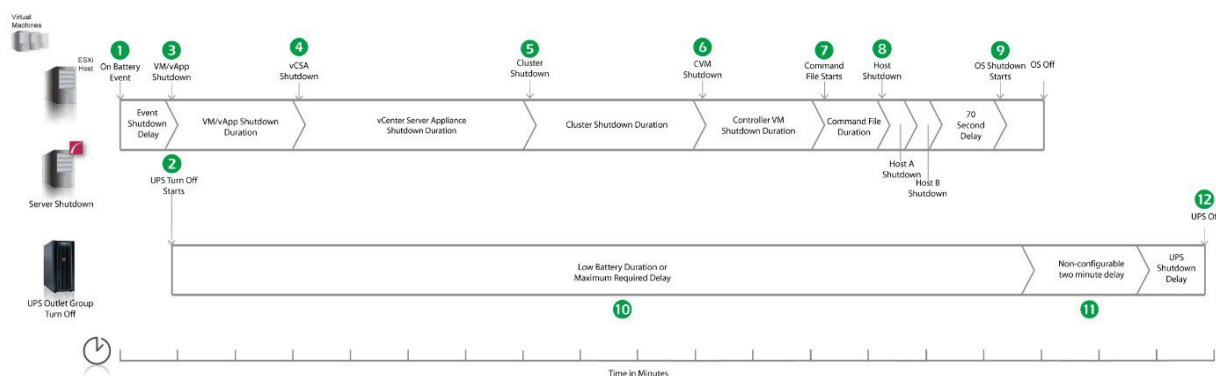 Virtual
Machines
ESXi
Host
1
On Battery
Event
3
VM/vApp
Shutdown
4
vCSA
Shutdown
5
Cluster
Shutdown
6
CVM
Shutdown
7
Command
File Starts
8
Host
Shutdown
9
OS Shutdown
Starts
OS Off
Event
Shutdown
Delay
VM/vApp Shutdown
Duration
vCenter Server Appliance
Shutdown Duration
Cluster Shutdown Duration
Controller VM
Shutdown Duration
Command File
Duration
70
Second
Delay
Host A
Shutdown
Host B
Shutdown
Server Shutdown
2
UPS Turn Off
Starts
12
UPS Of
UPS Outlet Group
Turn Off
Low Battery Duration or
Maximum Required Delay
Non-configurable
two minute delay
UPS
Shutdown
Delay
10
11
Time in Minutes